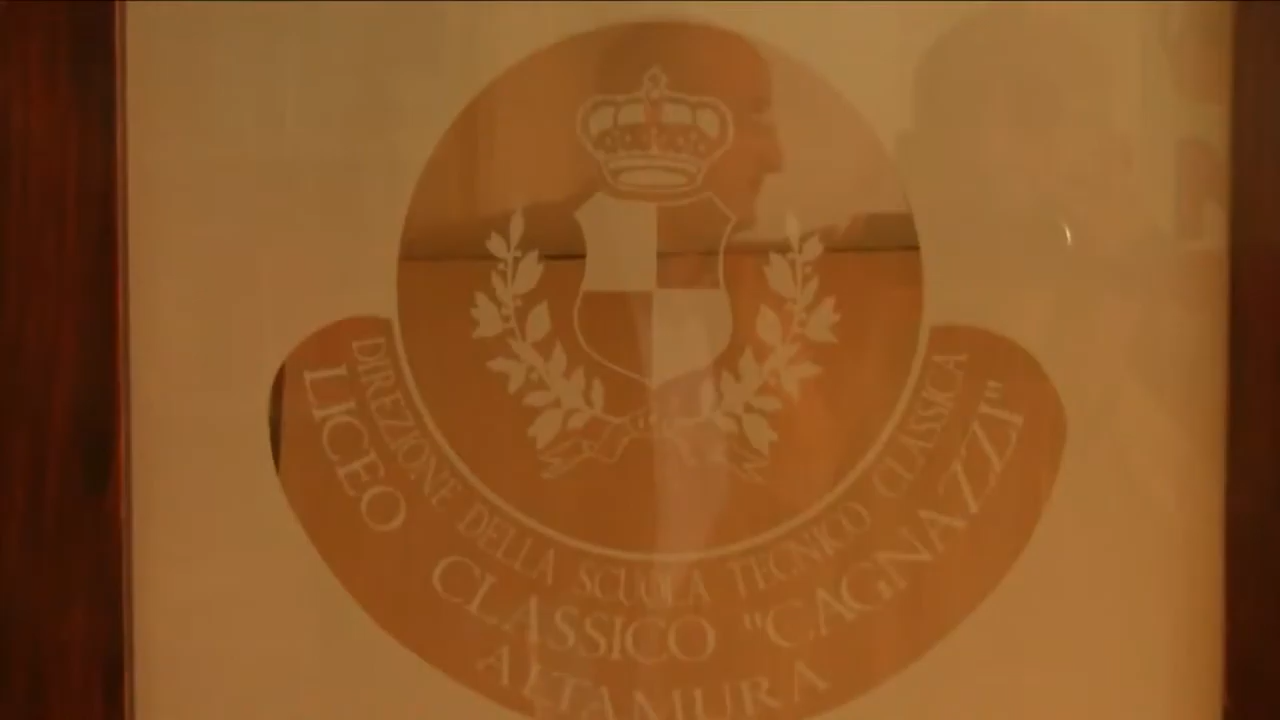 DIREZIONE DELLA SCUOLA TECNICO CLASSICA
LICEO CLASSICO "CAGNAZZI"
ALTAMURA